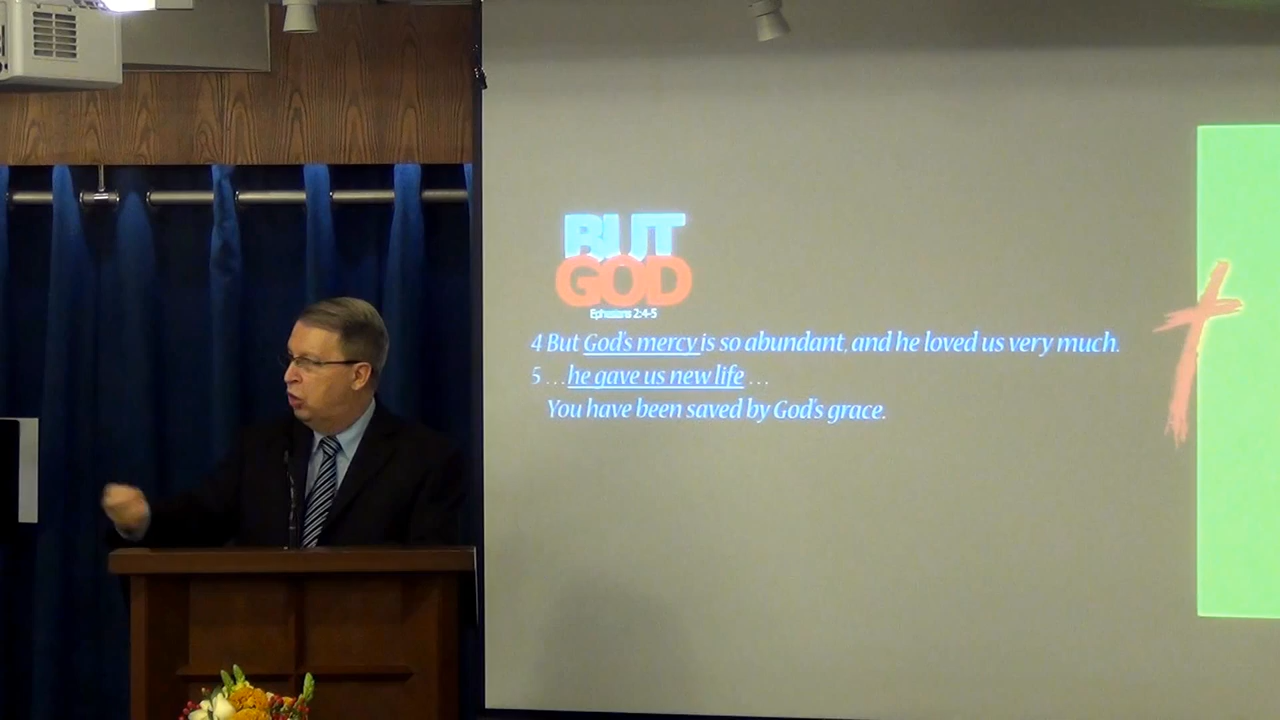 BUT
GOD
Ephesians 2:4-5
4 But God's mercy is so abundant, and he loved us very much.
5 ...he gave us new life ...
You have been saved by God's grace.